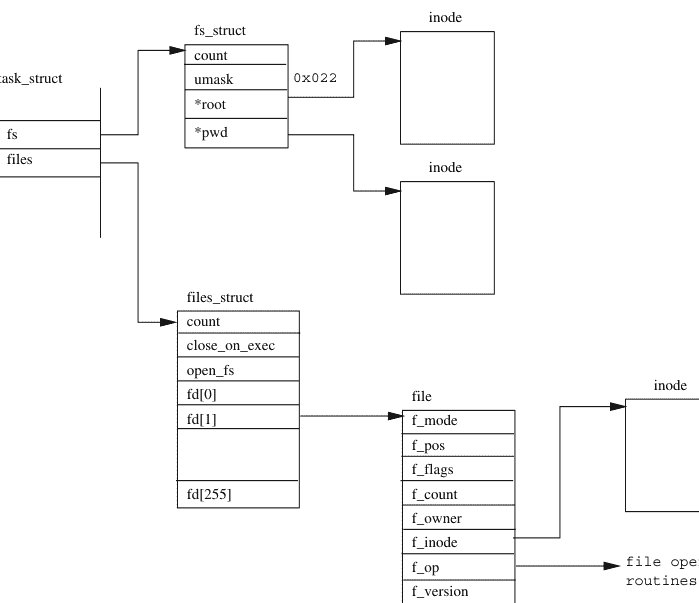 inode
fs_struct
count
umask
0x022
*root
*pwd
task_struct
fs
files
inode
files_struct
count
close_on_exec
open_fs
fd[0]
fd[1]
fd[255]
file
f_mode
f_pos
f_flags
f_count
f_owner
f_inode
f_op
f_version
inode
file ope
routines